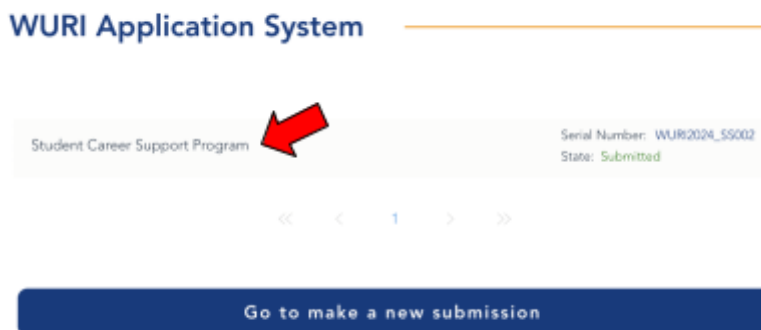 WURI Application System
Student Career Support Program
Serial Number: WURI2024_SS002
State: Submitted
<< < 1 > >>
Go to make a new submission